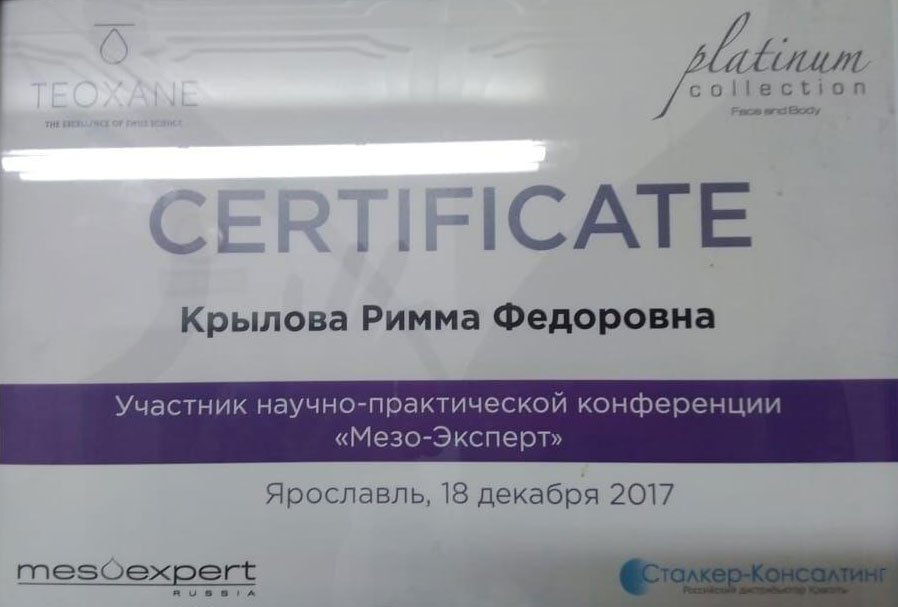 TEOXANE
THE EXCELLENCE OF SWISS SCIENCE
platinum
collection
Face and Body
CERTIFICATE
Крылова Римма Федоровна
Участник научно-практической конференции
«Мезо-Эксперт»
Ярославль, 18 декабря 2017
mesoexpert
RUSSIA
Сталкер-Консалтинг
Российский дистрибьютор Красоты